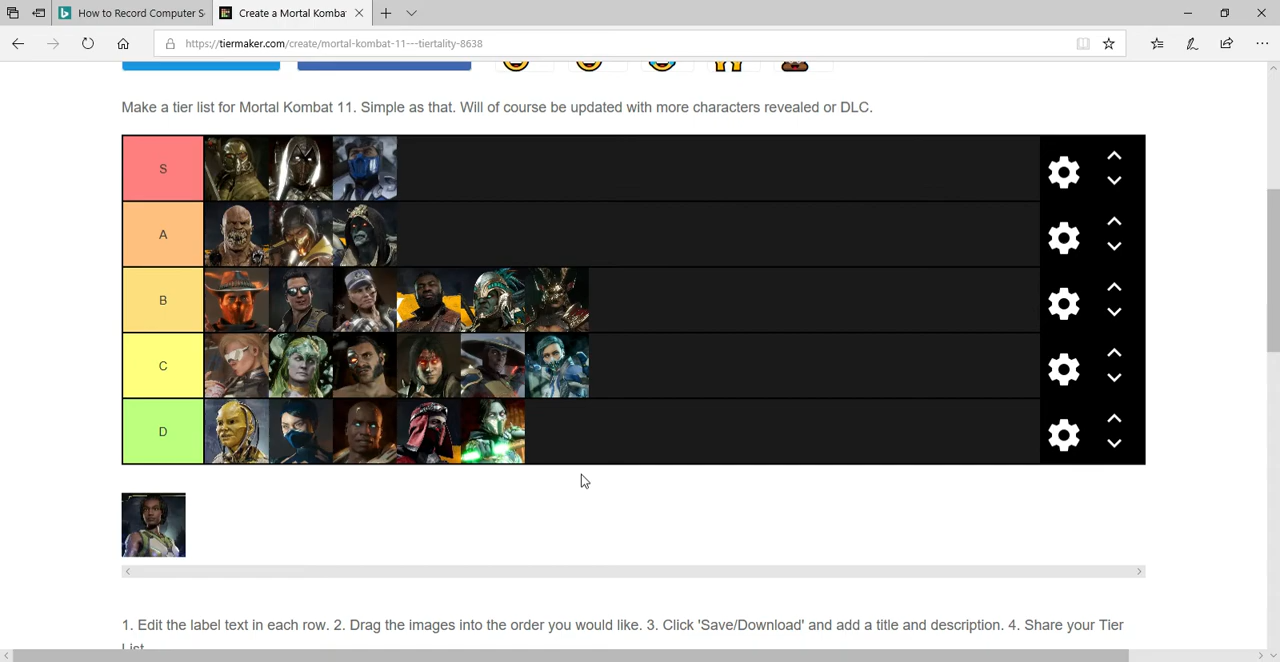 How to Record Computer S
Create a Mortal Kombat
https://tiermaker.com/create/mortal-kombat-11---tiertality-8638
Make a tier list for Mortal Kombat 11. Simple as that. Will of course be updated with more characters revealed or DLC.
S
A
B
C
D
1. Edit the label text in each row. 2. Drag the images into the order you would like. 3. Click 'Save/Download' and add a title and description. 4. Share your Tier
List